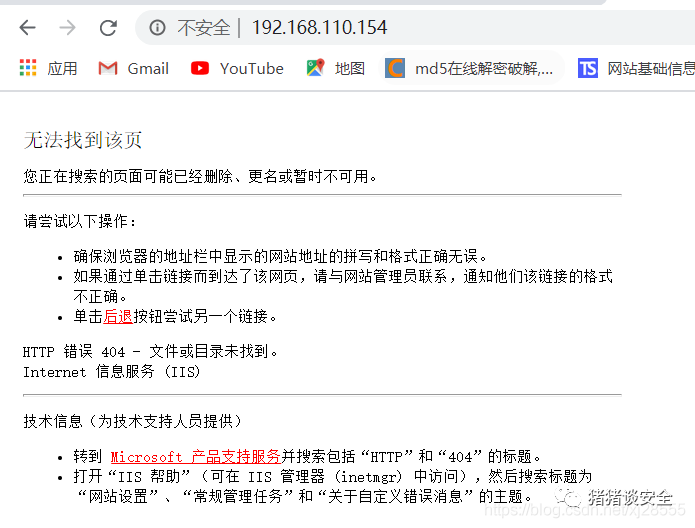 不安全 | 192.168.110.154
应用 Gmail YouTube 地图 md5在线解密破解,... TS 网站基础信息
无法找到该页
您正在搜索的页面可能已经删除、更名或暂时不可用。
请尝试以下操作:
• 确保浏览器的地址栏中显示的网站地址的拼写和格式正确无误。
• 如果通过单击链接而到达了该网页，请与网站管理员联系，通知他们该链接的格式
不正确。
• 单击后退按钮尝试另一个链接。
HTTP 错误 404 - 文件或目录未找到。
Internet 信息服务 (IIS)
技术信息（为技术支持人员提供）
• 转到 Microsoft 产品支持服务并搜索包括“HTTP”和“404”的标题。
• 打开“IIS 帮助”（可在 IIS 管理器 (inetmgr) 中访问），然后搜索标题为
“网站设置”、“常规管理任务”和“关于自定义错误消息”的主题。
猪猪谈安全
https://blog.csdn.net/xj28555